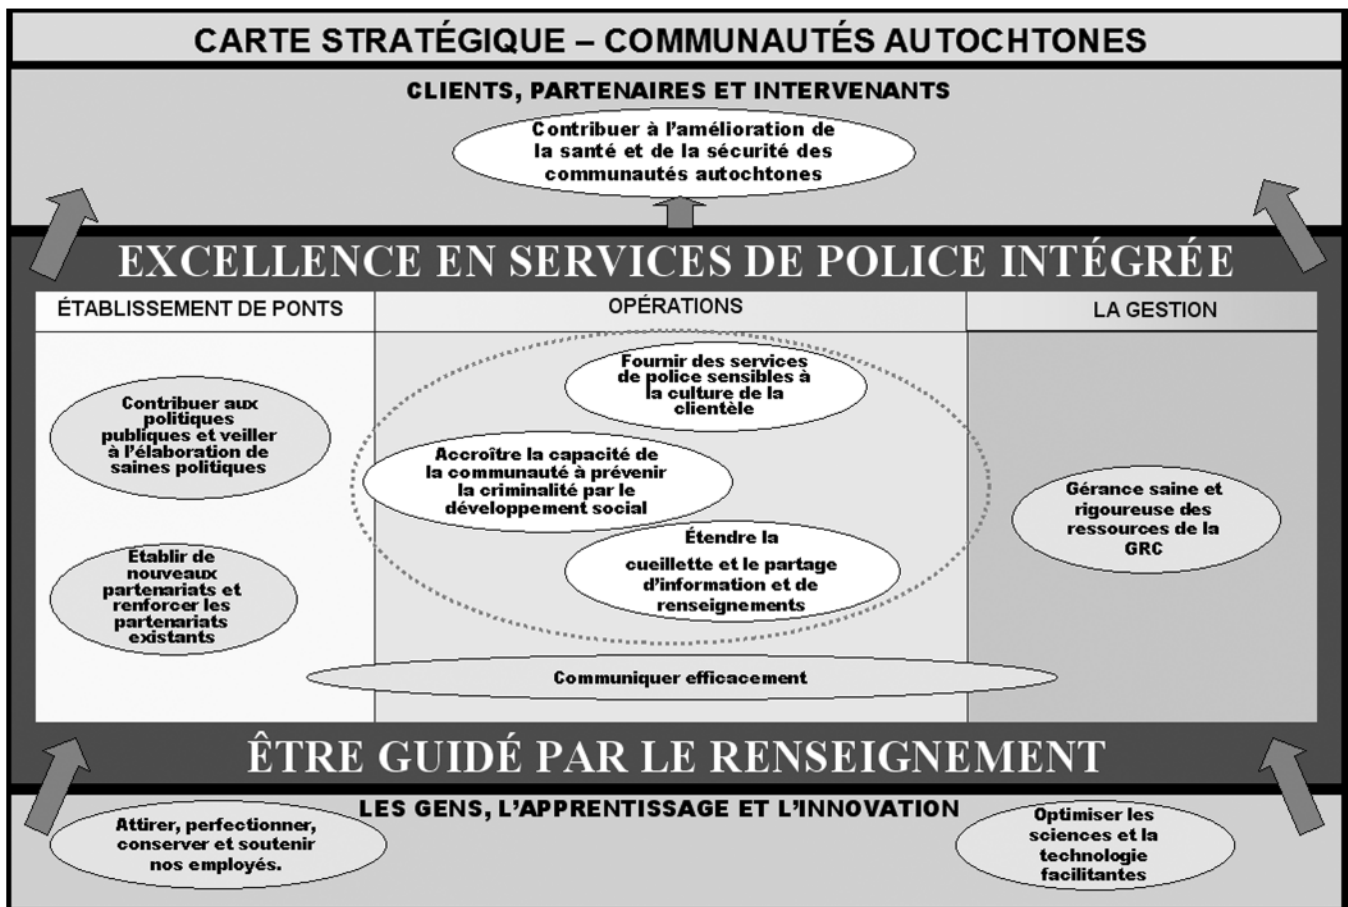 CARTE STRATÉGIQUE – COMMUNAUTÉS AUTOCHTONES
CLIENTS, PARTENAIRES ET INTERVENANTS
Contribuer à l'amélioration de
la santé et de la sécurité des
communautés autochtones
EXCELLENCE EN SERVICES DE POLICE INTÉGRÉE
ÉTABLISSEMENT DE PONTS
Contribuer aux
politiques
publiques et veiller
à l'élaboration de
saines politiques
Établir de
nouveaux
partenariats et
renforcer les
partenariats
existants
OPÉRATIONS
Fournir des services
de police sensibles à
la culture de la
clientèle
Accroître la capacité de
la communauté à prévenir
la criminalité par le
développement social
Étendre la
cueillette et le partage
d'information et de
renseignements
LA GESTION
Gérance saine et
rigoureuse des
ressources de la
GRC
Communiquer efficacement
ÊTRE GUIDÉ PAR LE RENSEIGNEMENT
LES GENS, L'APPRENTISSAGE ET L'INNOVATION
Attirer, perfectionner,
conserver et soutenir
nos employés.
Optimiser les
sciences et la
technologie
facilitantes